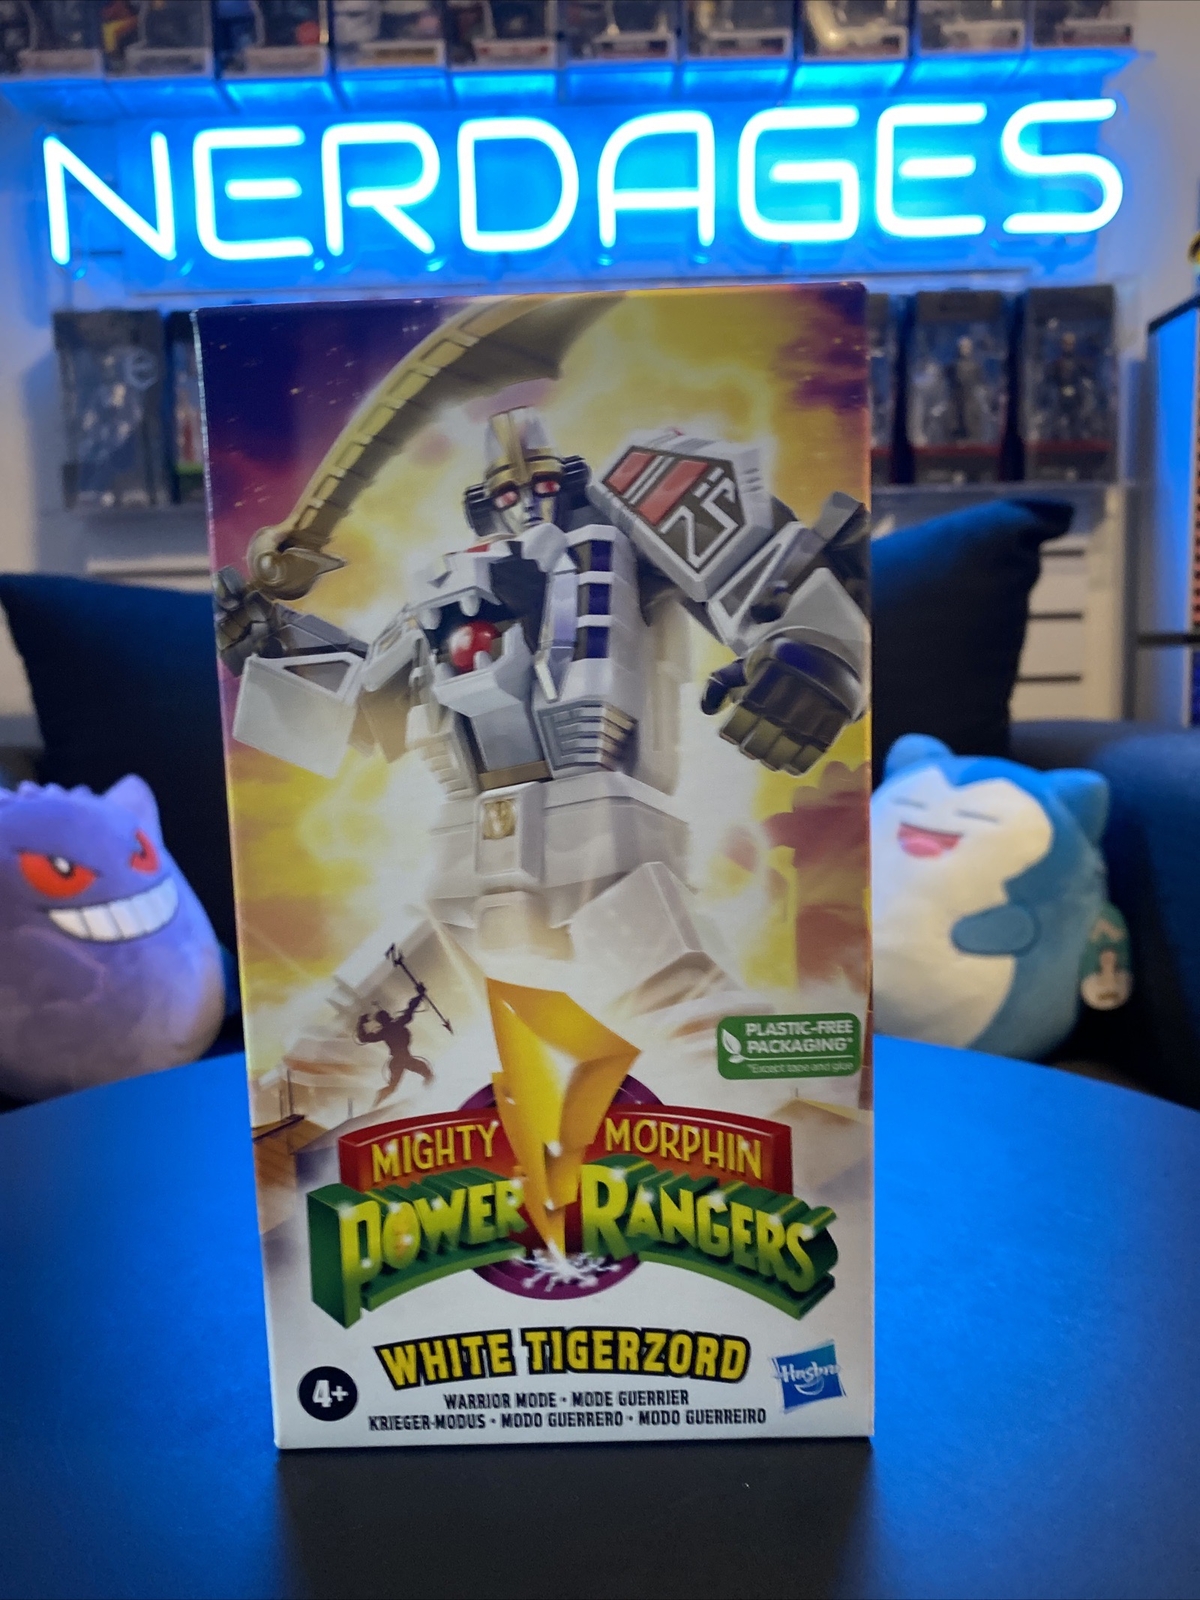 NERDAGES
PLASTIC-FREE
PACKAGING*
*Except tape and glue
MIGHTY MORPHIN
POWER RANGERS
WHITE TIGERZORD
Hasbro
4+
WARRIOR MODE • MODE GUERRIER
KRIEGER-MODUS • MODO GUERRERO • MODO GUERREIRO